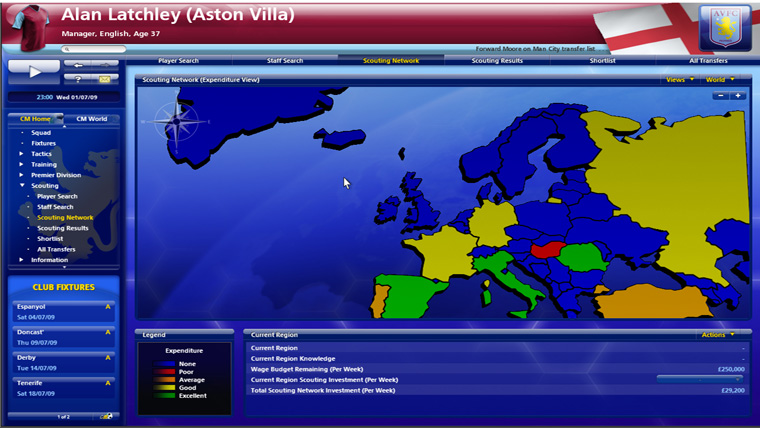 Alan Latchley (Aston Villa)
Manager, English, Age 37
Forward Moore on Man City transfer list ...
AVFC
Player Search
Staff Search
Scouting Network
Scouting Results
Shortlist
All Transfers
?
23:00 Wed 01/07/09
CM Home
CM World
Squad
Fixtures
Tactics
Training
Premier Division
Scouting
Player Search
Staff Search
Scouting Network
Scouting Results
Shortlist
All Transfers
Information
CLUB FIXTURES
Espanyol A
Sat 04/07/09
Doncast' A
Thu 09/07/09
Derby A
Tue 14/07/09
Tenerife A
Sat 18/07/09
1 of 2
Scouting Network (Expenditure View)
Views
World
Legend
Expenditure
None
Poor
Average
Good
Excellent
Current Region
Actions
Current Region -
Current Region Knowledge -
Wage Budget Remaining (Per Week) £250,000
Current Region Scouting Investment (Per Week) -
Total Scouting Network Investment (Per Week) £29,200